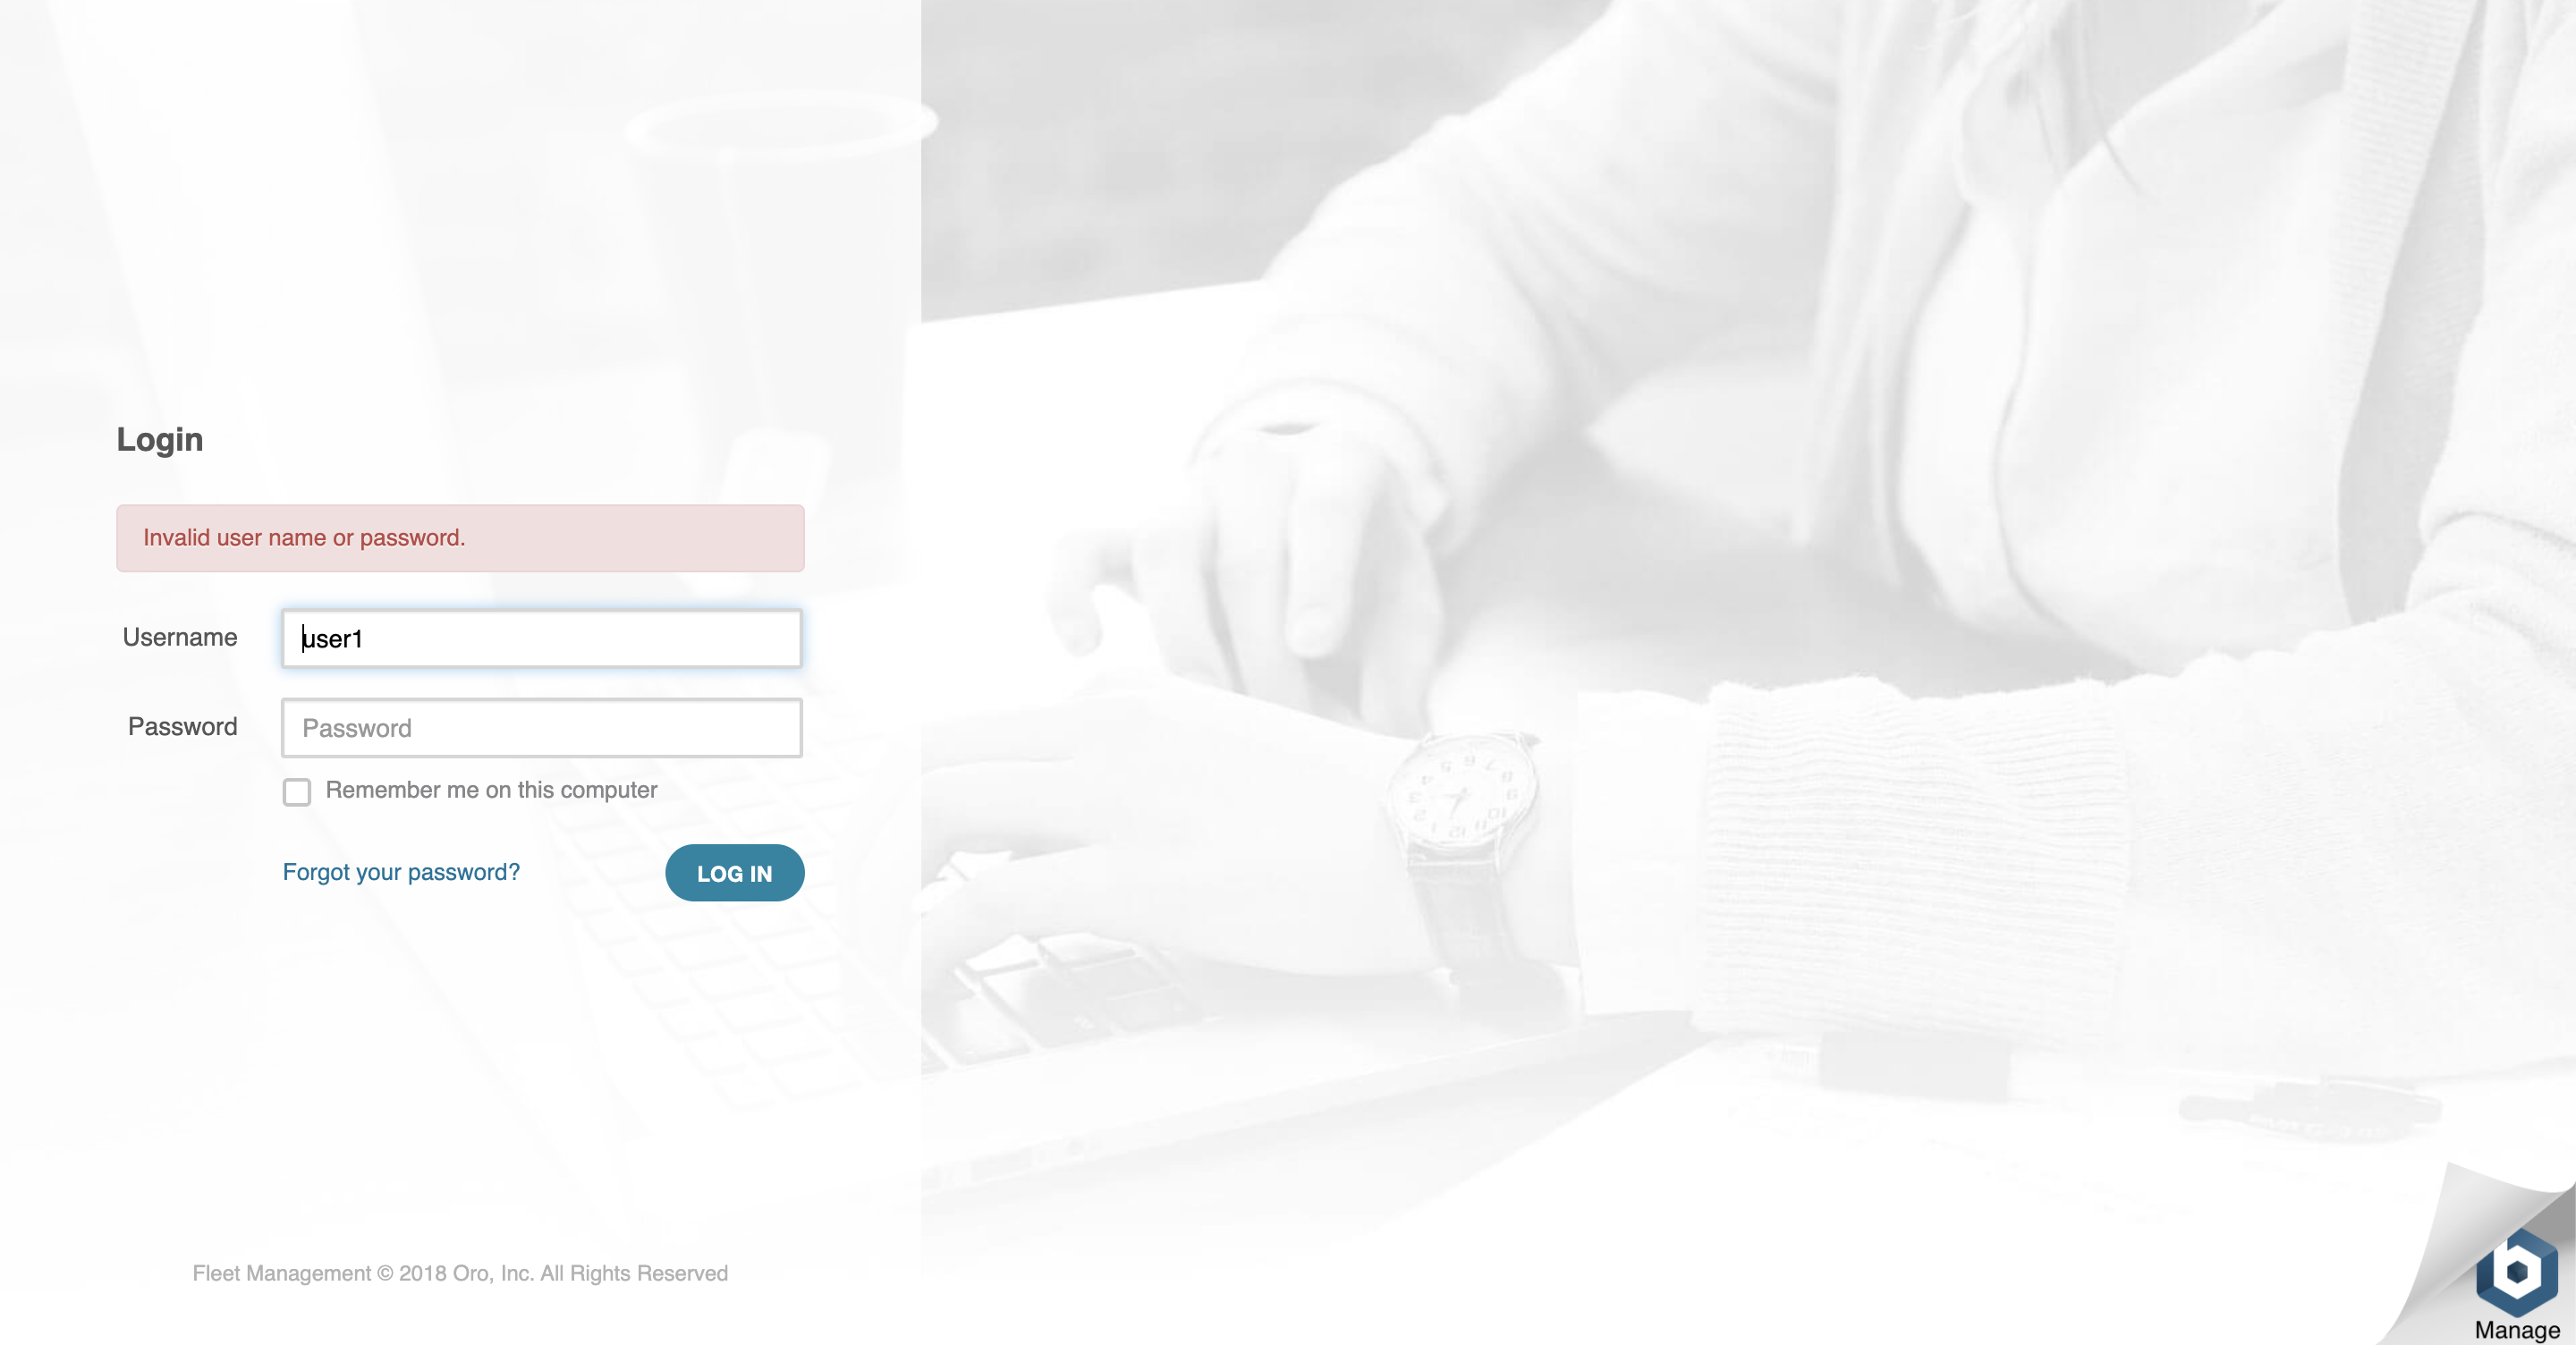 Login
Invalid user name or password.
Username
user1
Password
Password
Remember me on this computer
Forgot your password?
LOG IN
Fleet Management © 2018 Oro, Inc. All Rights Reserved
Manage